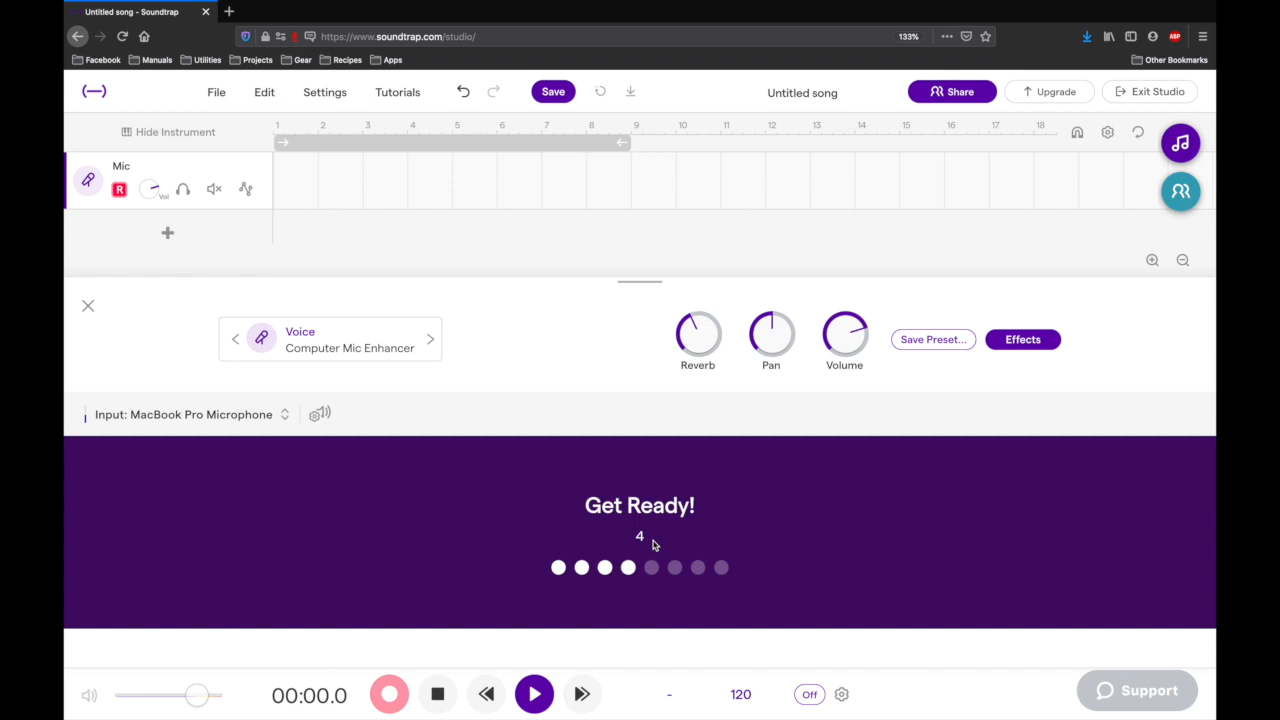 Untitled song - Soundtrap
https://www.soundtrap.com/studio/
133%
ABP
Facebook Manuals Utilities Projects Gear Recipes Apps Other Bookmarks
File Edit Settings Tutorials Save Untitled song Share Upgrade Exit Studio
Hide Instrument
1 2 3 4 5 6 7 8 9 10 11 12 13 14 15 16 17 18
Mic
R Vol
Voice
Computer Mic Enhancer
Save Preset...
Effects
Reverb Pan Volume
Input: MacBook Pro Microphone
Get Ready!
4
00:00.0
-
120
Off
Support